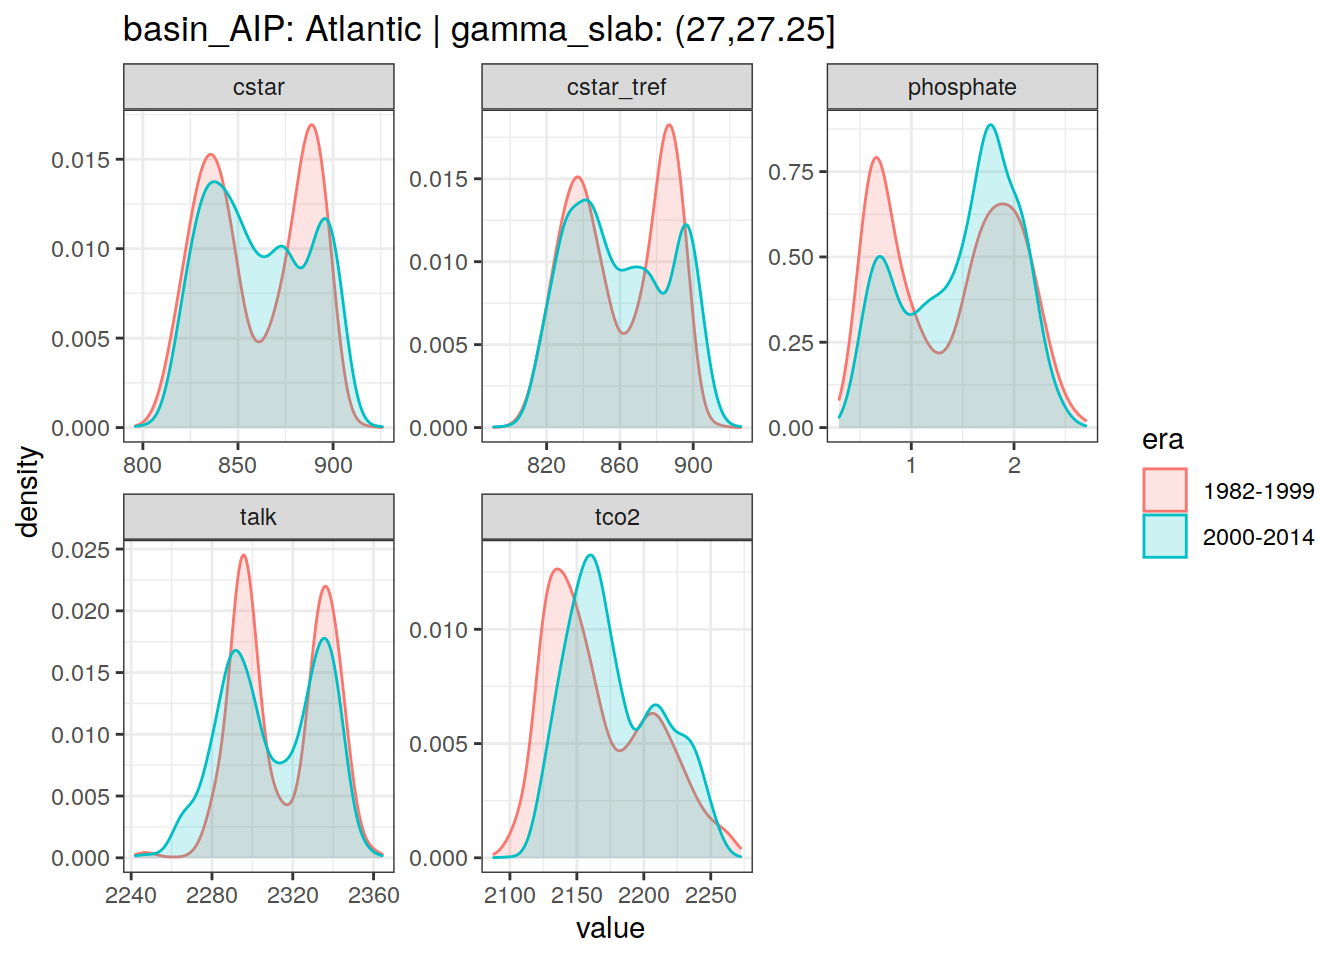 basin_AIP: Atlantic | gamma_slab: (27,27.25]
cstar
cstar_tref
phosphate
0.015
0.010
0.005
0.000
800 850 900
0.015
0.010
0.005
0.000
820 860 900
0.75
0.50
0.25
0.00
1 2
density
talk
tco2
0.025
0.020
0.015
0.010
0.005
0.000
2240 2280 2320 2360
0.010
0.005
0.000
2100 2150 2200 2250
value
era
1982-1999
2000-2014